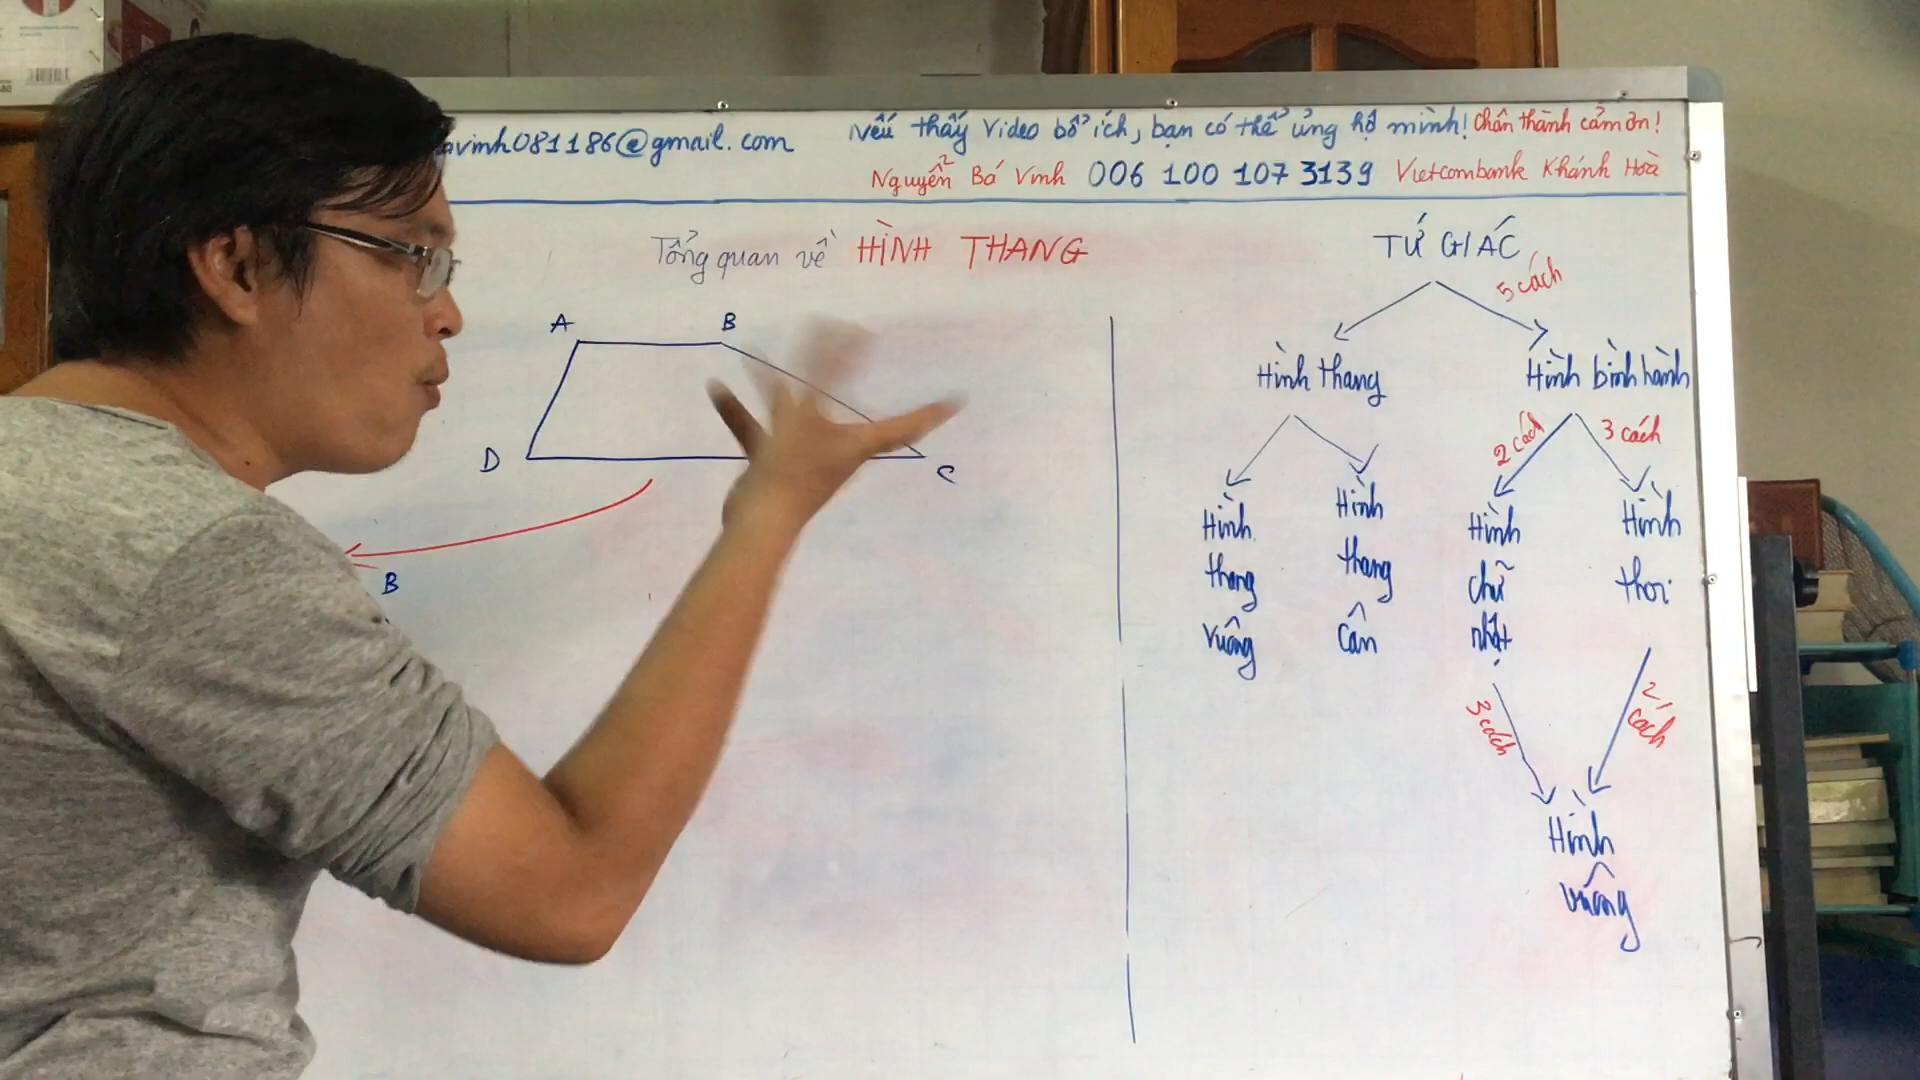 avinh081186@gmail.com
Nếu thấy Video bổ ích, bạn có thể ủng hộ mình! Chân thành cảm ơn!
Nguyễn Bá Vinh 006 100 107 3139 Vietcombank Khánh Hoà
Tổng quan về HÌNH THANG
A B
D C
B
TỨ GIÁC
5 cách
Hình thang
Hình bình hành
2 cách
3 cách
Hình
thang
vuông
Hình
thang
Cân
Hình
chữ
nhật
Hình
thoi
3 cách
2 cách
Hình
vuông